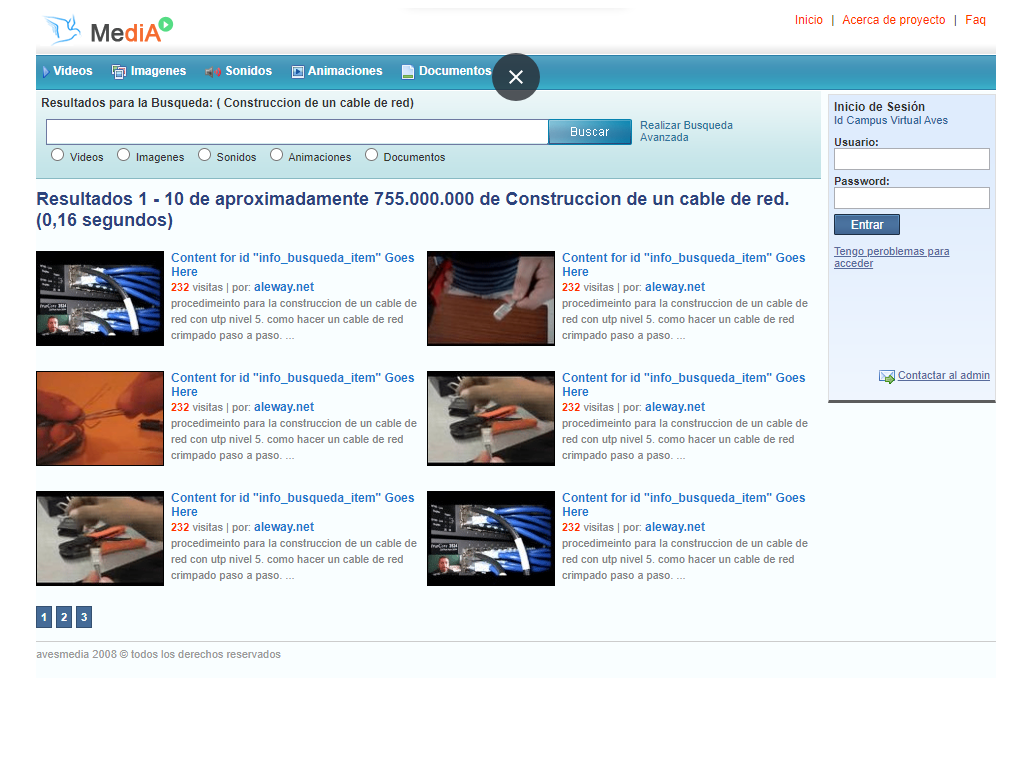 MediA
Inicio | Acerca de proyecto | Faq
Videos Imagenes Sonidos Animaciones Documentos
Resultados para la Busqueda: ( Construccion de un cable de red)
Buscar
Realizar Busqueda
Avanzada
Videos Imagenes Sonidos Animaciones Documentos
Inicio de Sesión
Id Campus Virtual Aves
Usuario:
Password:
Entrar
Tengo peroblemas para
acceder
Contactar al admin
Resultados 1 - 10 de aproximadamente 755.000.000 de Construccion de un cable de red.
(0,16 segundos)
Content for id "info_busqueda_item" Goes
Here
232 visitas | por: aleway.net
procedimeinto para la construccion de un cable de
red con utp nivel 5. como hacer un cable de red
crimpado paso a paso. ...
Content for id "info_busqueda_item" Goes
Here
232 visitas | por: aleway.net
procedimeinto para la construccion de un cable de
red con utp nivel 5. como hacer un cable de red
crimpado paso a paso. ...
Content for id "info_busqueda_item" Goes
Here
232 visitas | por: aleway.net
procedimeinto para la construccion de un cable de
red con utp nivel 5. como hacer un cable de red
crimpado paso a paso. ...
Content for id "info_busqueda_item" Goes
Here
232 visitas | por: aleway.net
procedimeinto para la construccion de un cable de
red con utp nivel 5. como hacer un cable de red
crimpado paso a paso. ...
Content for id "info_busqueda_item" Goes
Here
232 visitas | por: aleway.net
procedimeinto para la construccion de un cable de
red con utp nivel 5. como hacer un cable de red
crimpado paso a paso. ...
Content for id "info_busqueda_item" Goes
Here
232 visitas | por: aleway.net
procedimeinto para la construccion de un cable de
red con utp nivel 5. como hacer un cable de red
crimpado paso a paso. ...
1 2 3
avesmedia 2008 © todos los derechos reservados